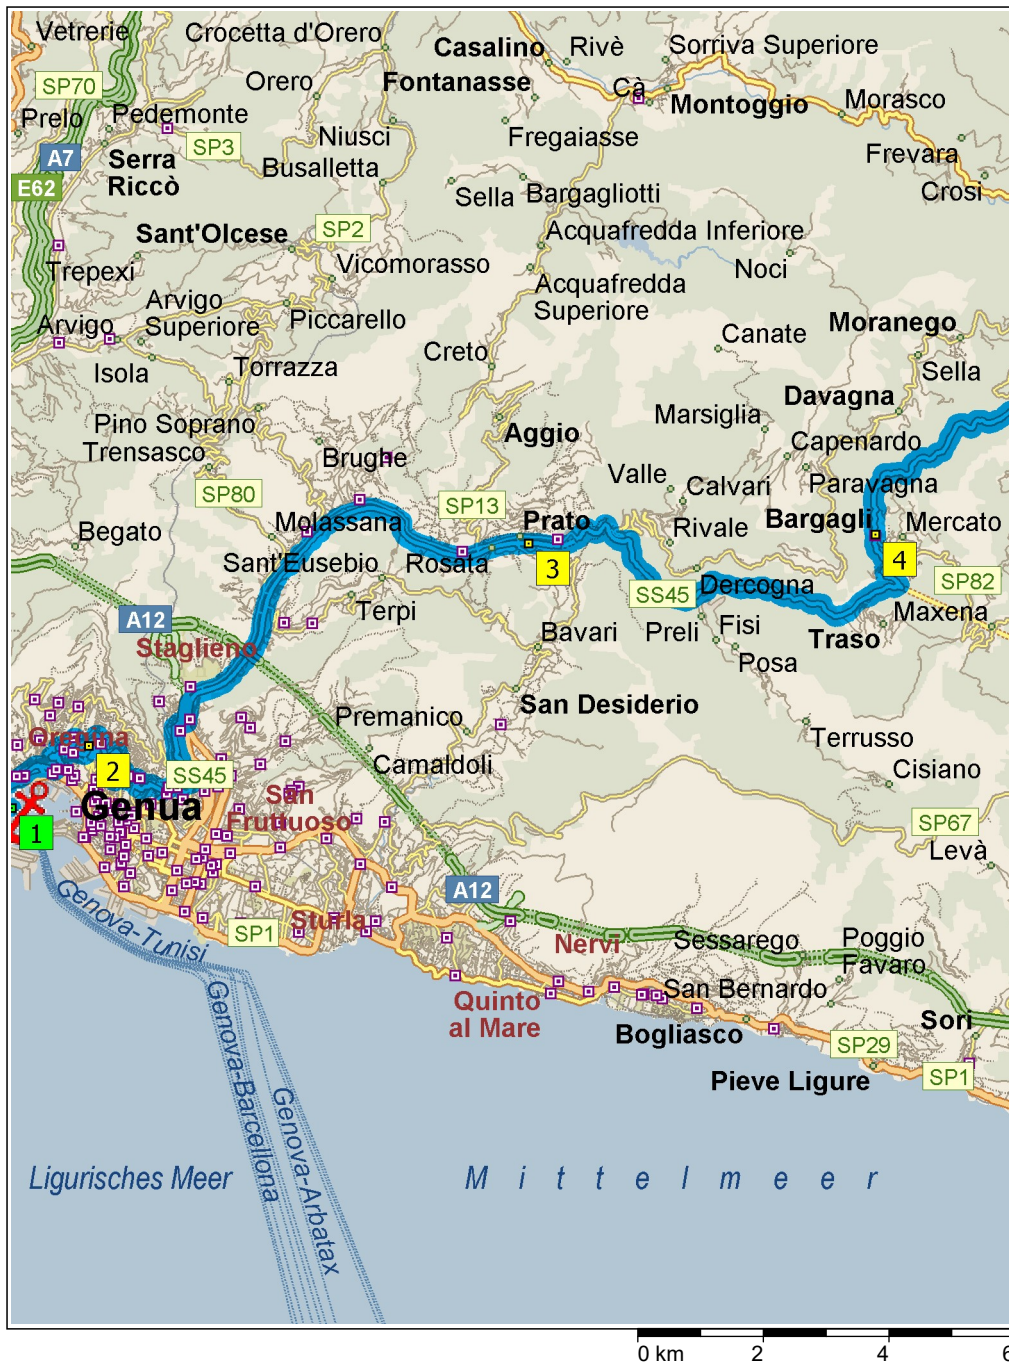 Vetrerie
Crocetta d'Orero
Casalino
Rivè
Sorriva Superiore
SP70
Orero
Fontanasse
Cà
Montoggio
Morasco
Prelo
Pedemonte
Niusci
Fregaiasse
SP3
Frevara
A7
Serra
Riccò
Busalletta
E62
Sella
Bargagliotti
Crosi
Sant'Olcese
SP2
Acquafredda Inferiore
Trepexi
Vicomorasso
Noci
Acquafredda
Superiore
Arvigo
Superiore
Arvigo
Piccarello
Canate
Moranego
Isola
Torrazza
Creto
Sella
Davagna
Pino Soprano
Marsiglia
Aggio
Capenardo
Trensasco
Brughe
Valle
Calvari
Paravagna
SP80
SP13
Molassana
Prato
Rivale
Bargagli
Mercato
Begato
Sant'Eusebio
Rosata
3
4
Dercogna
SP82
SS45
A12
Terpi
Bavari
Preli
Fisi
Traso
Maxena
Staglieno
Posa
San Desiderio
Premanico
Oregina
Terrusso
Camaldoli
2
SS45
Cisiano
Genua
San
Fruttuoso
1
SP67
Levà
A12
Genova-Tunisi
SP1
Sturla
Nervi
Sessarego
Poggio
Favaro
San Bernardo
Quinto
al Mare
Bogliasco
Sori
SP29
Pieve Ligure
SP1
Genova-Barcellona
Genova-Arbatax
Ligurisches Meer
Mittelmeer
0 km 2 4 6